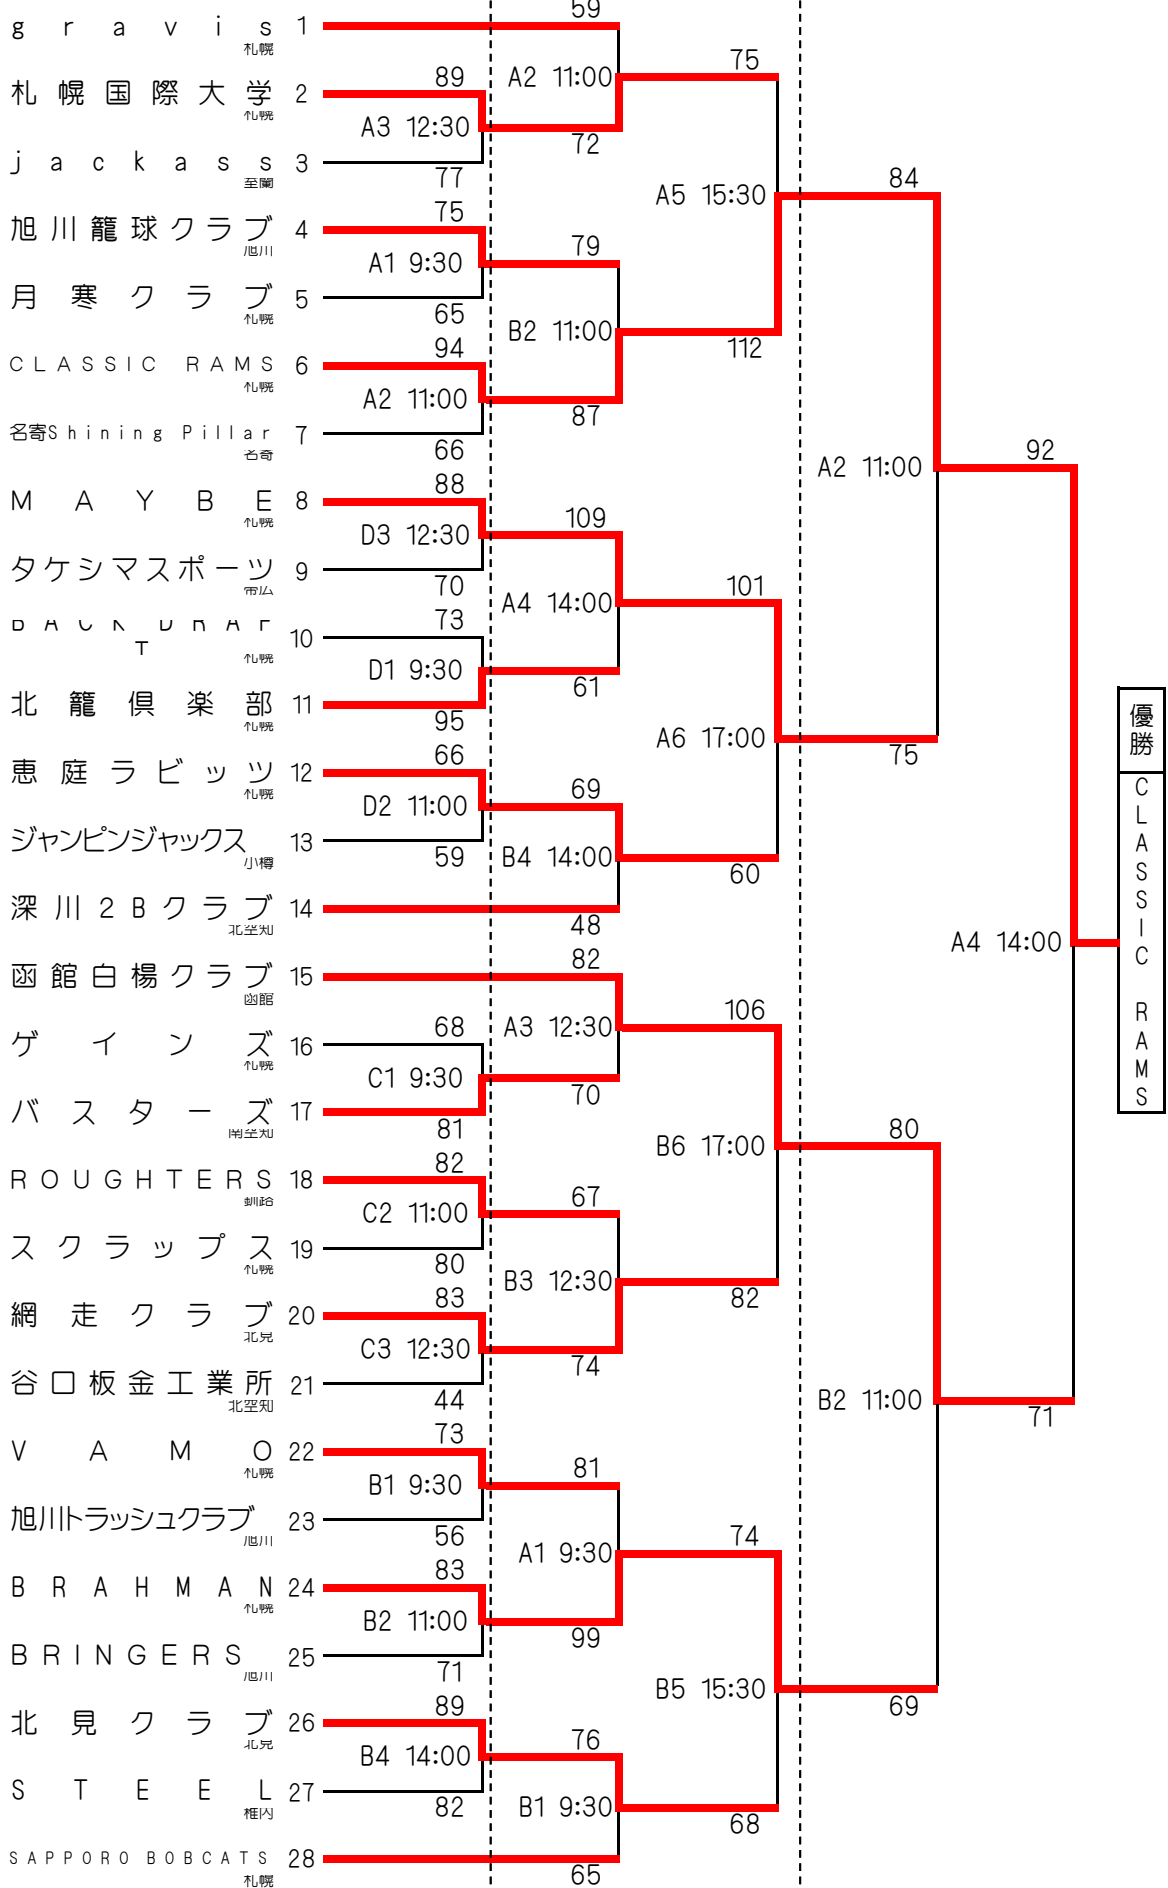 59
gravis 1
札幌
75
A2 11:00
89
札幌国際大学 2
札幌
A3 12:30
72
jackass 3
室蘭
77
84
A5 15:30
75
旭川籠球クラブ 4
旭川
79
A1 9:30
月寒クラブ 5
札幌
65
B2 11:00
112
94
CLASSIC RAMS 6
札幌
A2 11:00
87
名寄Shining Pillar 7
名寄
66
92
A2 11:00
88
MAYBE 8
札幌
109
D3 12:30
タケシマスポーツ 9
帯広
70
101
A4 14:00
73
BACK DRAFT 10
札幌
D1 9:30
61
北籠倶楽部 11
札幌
95
A6 17:00
75
66
恵庭ラビッツ 12
札幌
69
D2 11:00
ジャンピンジャックス 13
小樽
59
B4 14:00
60
深川2Bクラブ 14
北空知
48
優勝
CLASSIC RAMS
A4 14:00
82
函館白楊クラブ 15
函館
106
A3 12:30
68
ゲインズ 16
札幌
C1 9:30
70
バスターズ 17
南空知
81
80
B6 17:00
82
ROUGHTERS 18
釧路
67
C2 11:00
スクラップス 19
札幌
80
B3 12:30
82
83
網走クラブ 20
北見
C3 12:30
74
谷口板金工業所 21
北空知
44
B2 11:00
71
73
VAMO 22
札幌
81
B1 9:30
旭川トラッシュクラブ 23
旭川
56
74
A1 9:30
83
BRAHMAN 24
札幌
B2 11:00
99
BRINGERS 25
旭川
71
B5 15:30
69
89
北見クラブ 26
北見
76
B4 14:00
STEEL 27
稚内
82
B1 9:30
68
SAPPORO BOBCATS 28
札幌
65